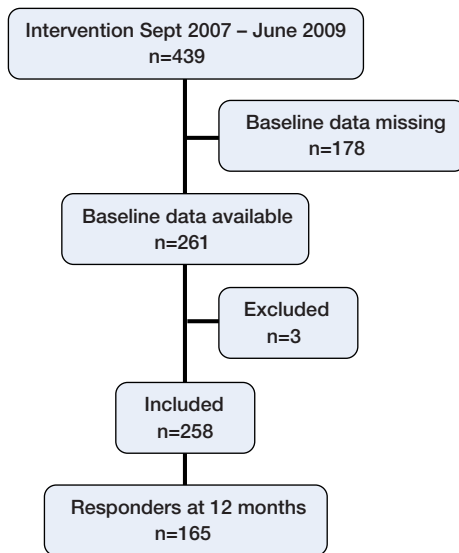 Intervention Sept 2007 – June 2009
n=439
Baseline data missing
n=178
Baseline data available
n=261
Excluded
n=3
Included
n=258
Responders at 12 months
n=165